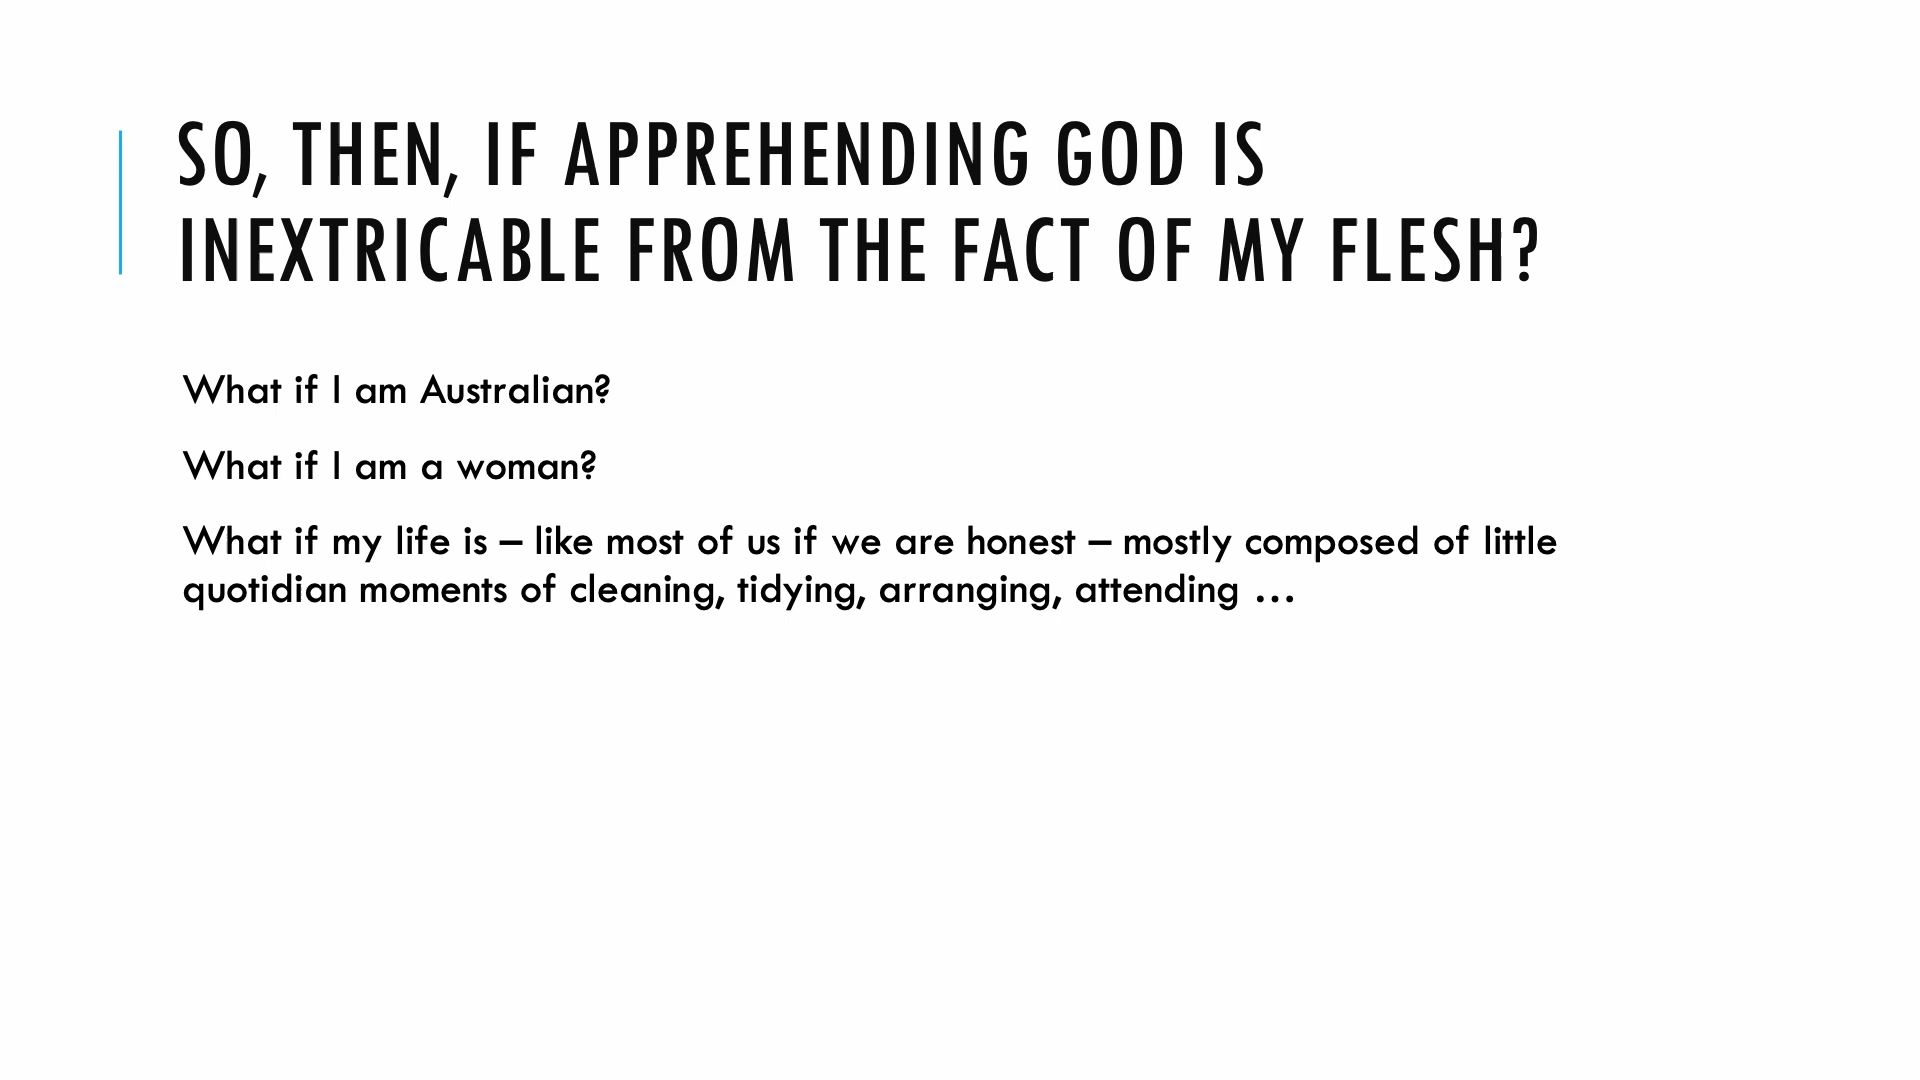 SO, THEN, IF APPREHENDING GOD IS
INEXTRICABLE FROM THE FACT OF MY FLESH?
What if I am Australian?
What if I am a woman?
What if my life is – like most of us if we are honest – mostly composed of little
quotidian moments of cleaning, tidying, arranging, attending …